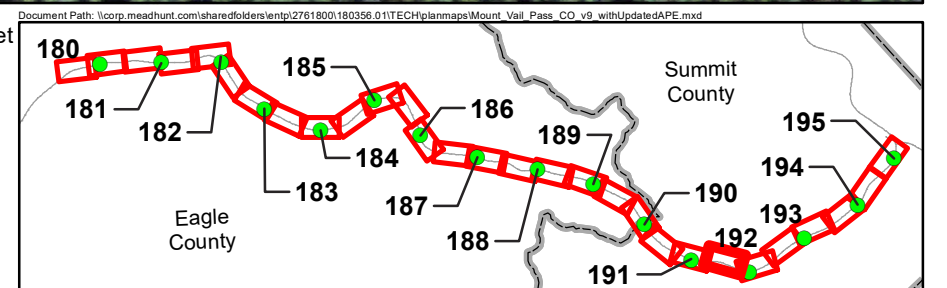 Document Path: \\corp.meadhunt.com\sharedfolders\entp\2761800\180356.01\TECH\planmaps\Mount_Vail_Pass_CO_v9_withUpdatedAPE.mxd
et
180
181
182
183
184
185
186
187
188
189
190
191
192
193
194
195
Eagle
County
Summit
County